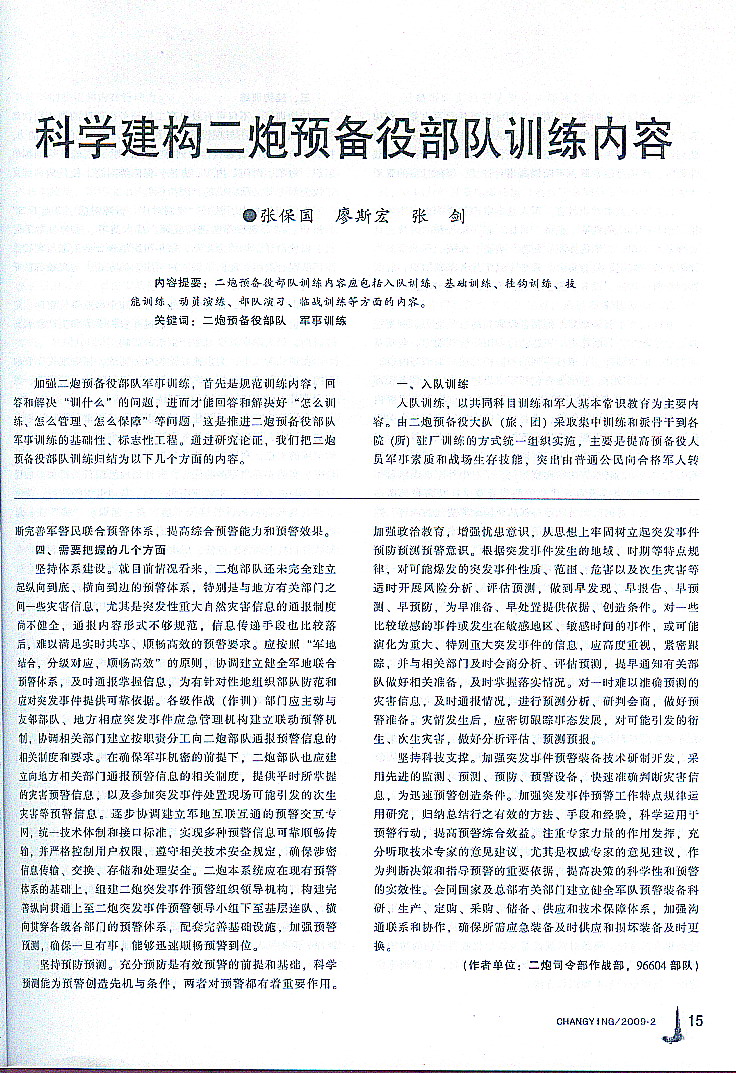 科学建构二炮预备役部队训练内容
●张保国 廖斯宏 张 剑
内容提要：二炮预备役部队训练内容应包括入队训练、基础训练、挂钩训练、技
能训练、动员演练、部队演习、临战训练等方面的内容。
关键词：二炮预备役部队 军事训练
加强二炮预备役部队军事训练，首先是规范训练内容，回
答和解决“训什么”的问题，进而才能回答和解决好“怎么训
练、怎么管理、怎么保障”等问题，这是推进二炮预备役部队
军事训练的基础性、标志性工程。通过研究论证，我们把二炮
预备役部队训练归结为以下几个方面的内容。
一、入队训练
入队训练，以共同科目训练和军人基本常识教育为主要内
容。由二炮预备役大队（旅、团）采取集中训练和派骨干到各
院（所）驻厂训练的方式统一组织实施，主要是提高预备役人
员军事素质和战场生存技能，突出由普通公民向合格军人转
断完善军警民联合预警体系，提高综合预警能力和预警效果。
四、需要把握的几个方面
坚持体系建设。就目前情况看来，二炮部队还未完全建立
起纵向到底、横向到边的预警体系，特别是与地方有关部门之
间一些灾害信息，尤其是突发性重大自然灾害信息的通报制度
尚不健全，通报内容形式不够规范，信息传递手段也比较落
后，难以满足实时共享、顺畅高效的预警要求。应按照“军地
结合，分级对应，顺畅高效”的原则，协调建立健全军地联合
预警体系，及时通报掌握信息，为有针对性地组织部队防范和
应对突发事件提供可靠依据。各级作战（作训）部门应主动与
友邻部队、地方相应突发事件应急管理机构建立联动预警机
制，协调相关部门建立按职责分工向二炮部队通报预警信息的
相关制度和要求。在确保军事机密的前提下，二炮部队也应建
立向地方相关部门通报预警信息的相关制度，提供平时所掌握
的灾害预警信息，以及参加突发事件处置现场可能引发的次生
灾害等预警信息。逐步协调建立军地互联互通的预警交互专
网，统一技术体制和接口标准，实现多种预警信息可靠顺畅传
输，并严格控制用户权限，遵守相关技术安全规定，确保涉密
信息传输、交换、存储和处理安全。二炮本系统应在现有预警
体系的基础上，组建二炮突发事件预警组织领导机构，构建完
善纵向贯通上至二炮突发事件预警领导小组下至基层连队、横
向贯穿各级各部门的预警体系，配套完善基础设施，加强预警
预测，确保一旦有事，能够迅速顺畅预警到位。
坚持预防预测。充分预防是有效预警的前提和基础，科学
预测能为预警创造先机与条件，两者对预警都有着重要作用。
加强政治教育，增强忧患意识，从思想上牢固树立起突发事件
预防预测预警意识。根据突发事件发生的地域、时期等特点规
律，对可能爆发的突发事件性质、范围、危害以及次生灾害等
适时开展风险分析、评估预测，做到早发现、早报告、早预
测、早预防，为早准备、早处置提供依据、创造条件。对一些
比较敏感的事件或发生在敏感地区、敏感时间的事件，或可能
演化为重大、特别重大突发事件的信息，应高度重视，紧密跟
踪，并与相关部门及时会商分析、评估预测，提早通知有关部
队做好相关准备，及时掌握落实情况。对一时难以准确预测的
灾害信息，及时通报情况，进行预测分析、研判会商，做好预
警准备。灾情发生后，应密切跟踪事态发展，对可能引发的衍
生、次生灾害，做好分析评估、预测预报。
坚持科技支撑。加强突发事件预警装备技术研制开发，采
用先进的监测、预测、预防、预警设备，快速准确判断灾害信
息，为迅速预警创造条件。加强突发事件预警工作特点规律运
用研究，归纳总结行之有效的方法、手段和经验，科学运用于
预警行动，提高预警综合效益。注重专家力量的作用发挥，充
分听取技术专家的意见建议，尤其是权威专家的意见建议，作
为判断决策和指导预警的重要依据，提高决策的科学性和预警
的实效性。会同国家及总部有关部门建立健全军队预警装备科
研、生产、定购、采购、储备、供应和技术保障体系，加强沟
通联系和协作，确保所需应急装备及时供应和损坏装备及时更
换。
（作者单位：二炮司令部作战部，96604部队）
CHANGYING/2009·2 15